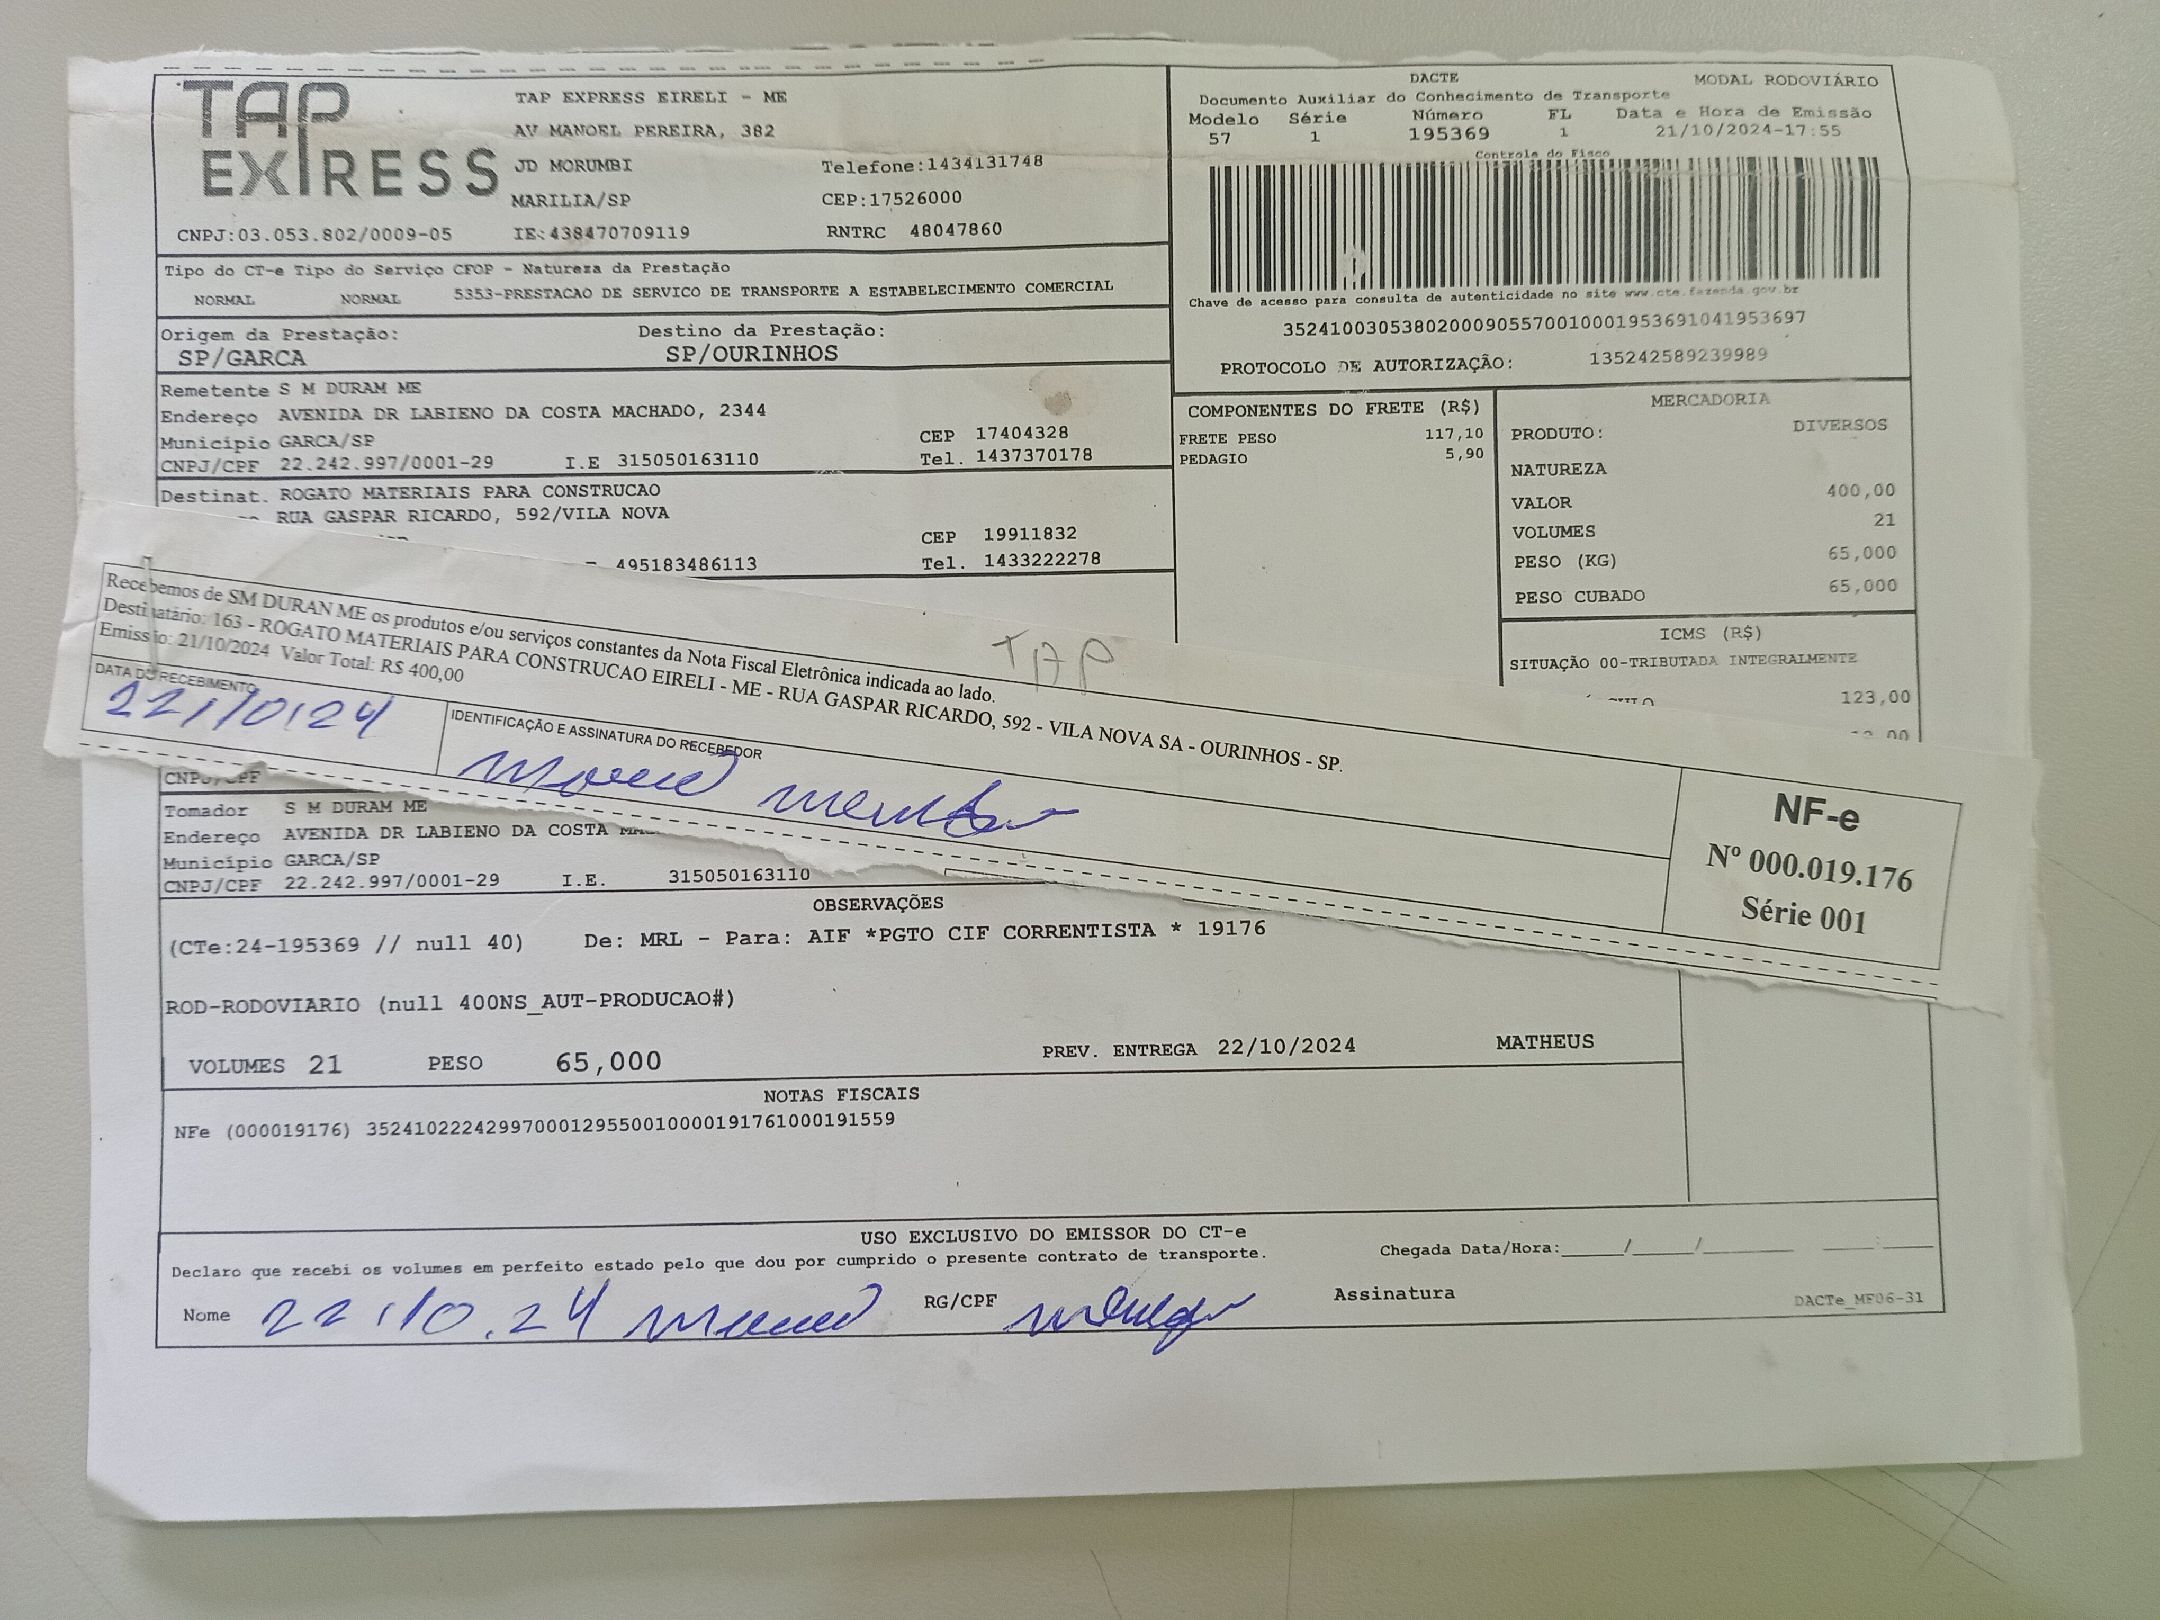 TAP
EXPRESS
TAP EXPRESS EIRELI - ME
AV MANOEL PEREIRA, 382
JD MORUMBI Telefone:1434131748
MARILIA/SP CEP:17526000
CNPJ:03.053.802/0009-05 IE:438470709119 RNTRC 48047860
DACTE MODAL RODOVIÁRIO
Documento Auxiliar do Conhecimento de Transporte
Modelo Série Número FL Data e Hora de Emissão
57 1 195369 1 21/10/2024-17:55
Controle do Fisco
Chave de acesso para consulta de autenticidade no site www.cte.fazenda.gov.br
35241003053802000905570010001953691041953697
PROTOCOLO DE AUTORIZAÇÃO: 135242589239989
Tipo do CT-e Tipo do Serviço CFOP - Natureza da Prestação
NORMAL NORMAL 5353-PRESTACAO DE SERVICO DE TRANSPORTE A ESTABELECIMENTO COMERCIAL
Origem da Prestação: Destino da Prestação:
SP/GARCA SP/OURINHOS
Remetente S M DURAM ME
Endereço AVENIDA DR LABIENO DA COSTA MACHADO, 2344
Município GARCA/SP CEP 17404328
CNPJ/CPF 22.242.997/0001-29 I.E 315050163110 Tel. 1437370178
Destinat. ROGATO MATERIAIS PARA CONSTRUCAO
RUA GASPAR RICARDO, 592/VILA NOVA
CEP 19911832
495183486113 Tel. 1433222278
COMPONENTES DO FRETE (R$)
FRETE PESO 117,10
PEDAGIO 5,90
MERCADORIA
PRODUTO: DIVERSOS
NATUREZA
VALOR 400,00
VOLUMES 21
PESO (KG) 65,000
PESO CUBADO 65,000
ICMS (R$)
SITUAÇÃO 00-TRIBUTADA INTEGRALMENTE
123,00
TAP
Recebemos de SM DURAN ME os produtos e/ou serviços constantes da Nota Fiscal Eletrônica indicada ao lado.
Destinatário: 163 - ROGATO MATERIAIS PARA CONSTRUCAO EIRELI - ME - RUA GASPAR RICARDO, 592 - VILA NOVA SA - OURINHOS - SP.
Emissão: 21/10/2024 Valor Total: R$ 400,00
DATA DO RECEBIMENTO
22/10/24
IDENTIFICAÇÃO E ASSINATURA DO RECEBEDOR
NF-e
Nº 000.019.176
Série 001
CNPJ/CPF
Tomador S M DURAM ME
Endereço AVENIDA DR LABIENO DA COSTA
Município GARCA/SP
CNPJ/CPF 22.242.997/0001-29 I.E. 315050163110
OBSERVAÇÕES
(CTe:24-195369 // null 40) De: MRL - Para: AIF *PGTO CIF CORRENTISTA * 19176
ROD-RODOVIARIO (null 400NS_AUT-PRODUCAO#)
VOLUMES 21 PESO 65,000 PREV. ENTREGA 22/10/2024 MATHEUS
NOTAS FISCAIS
NFe (000019176) 35241022242997000129550010000191761000191559
USO EXCLUSIVO DO EMISSOR DO CT-e
Declaro que recebi os volumes em perfeito estado pelo que dou por cumprido o presente contrato de transporte. Chegada Data/Hora:_____/_____/_______ ____:____
Nome 22/10.24 RG/CPF Assinatura DACTe_MF06-31